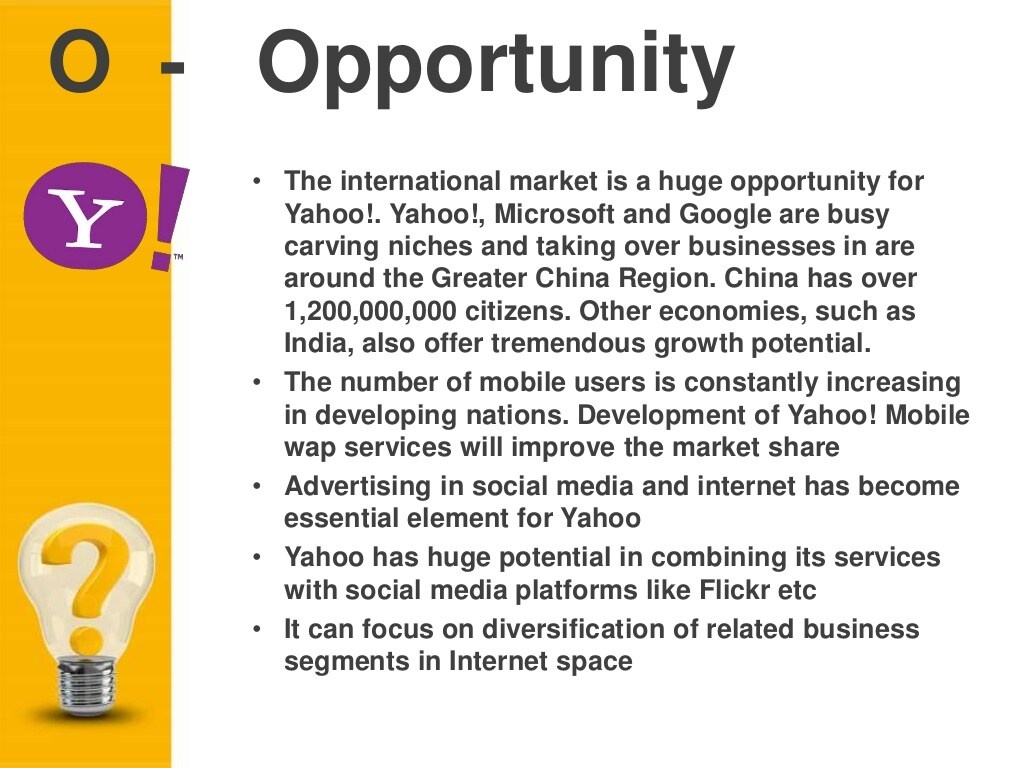 O - Opportunity
Y!™
• The international market is a huge opportunity for
Yahoo!. Yahoo!, Microsoft and Google are busy
carving niches and taking over businesses in are
around the Greater China Region. China has over
1,200,000,000 citizens. Other economies, such as
India, also offer tremendous growth potential.
• The number of mobile users is constantly increasing
in developing nations. Development of Yahoo! Mobile
wap services will improve the market share
• Advertising in social media and internet has become
essential element for Yahoo
• Yahoo has huge potential in combining its services
with social media platforms like Flickr etc
• It can focus on diversification of related business
segments in Internet space
?